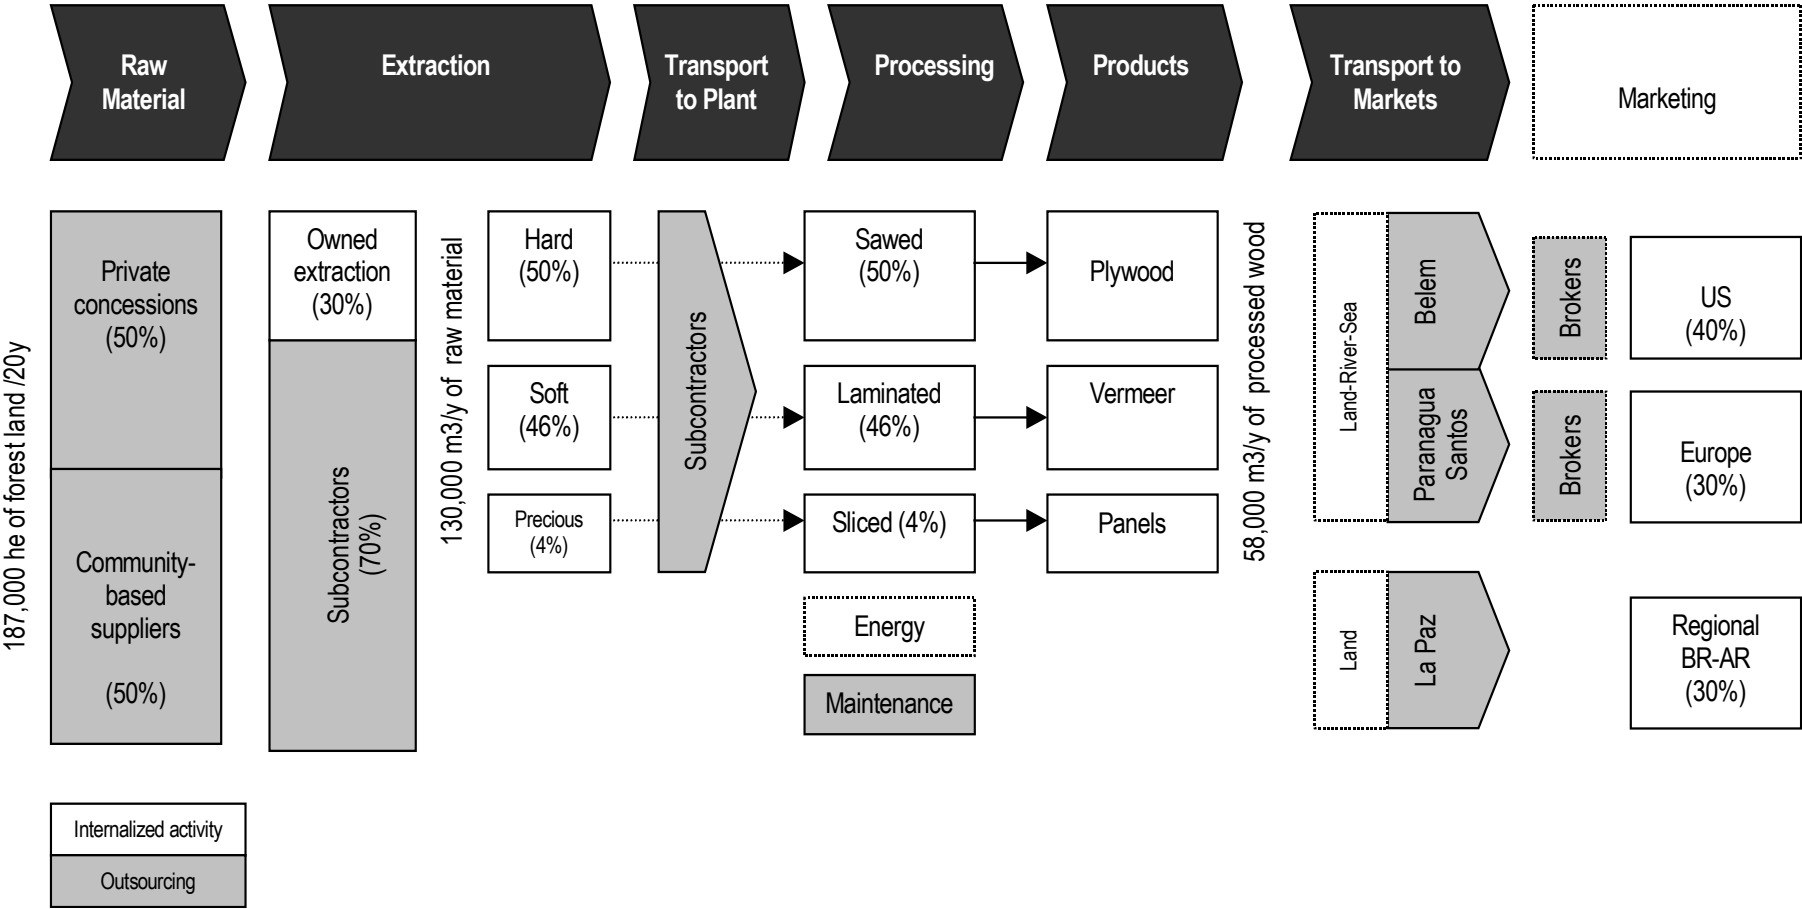 Raw
Material
Extraction
Transport
to Plant
Processing
Products
Transport to
Markets
Marketing
187,000 he of forest land /20y
Private
concessions
(50%)
Community-
based
suppliers
(50%)
Owned
extraction
(30%)
Subcontractors
(70%)
130,000 m3/y of raw material
Hard
(50%)
Soft
(46%)
Precious
(4%)
Subcontractors
Sawed
(50%)
Laminated
(46%)
Sliced (4%)
Energy
Maintenance
Plywood
Vermeer
Panels
58,000 m3/y of processed wood
Land-River-Sea
Belem
Paranagua
Santos
Land
La Paz
Brokers
Brokers
US
(40%)
Europe
(30%)
Regional
BR-AR
(30%)
Internalized activity
Outsourcing